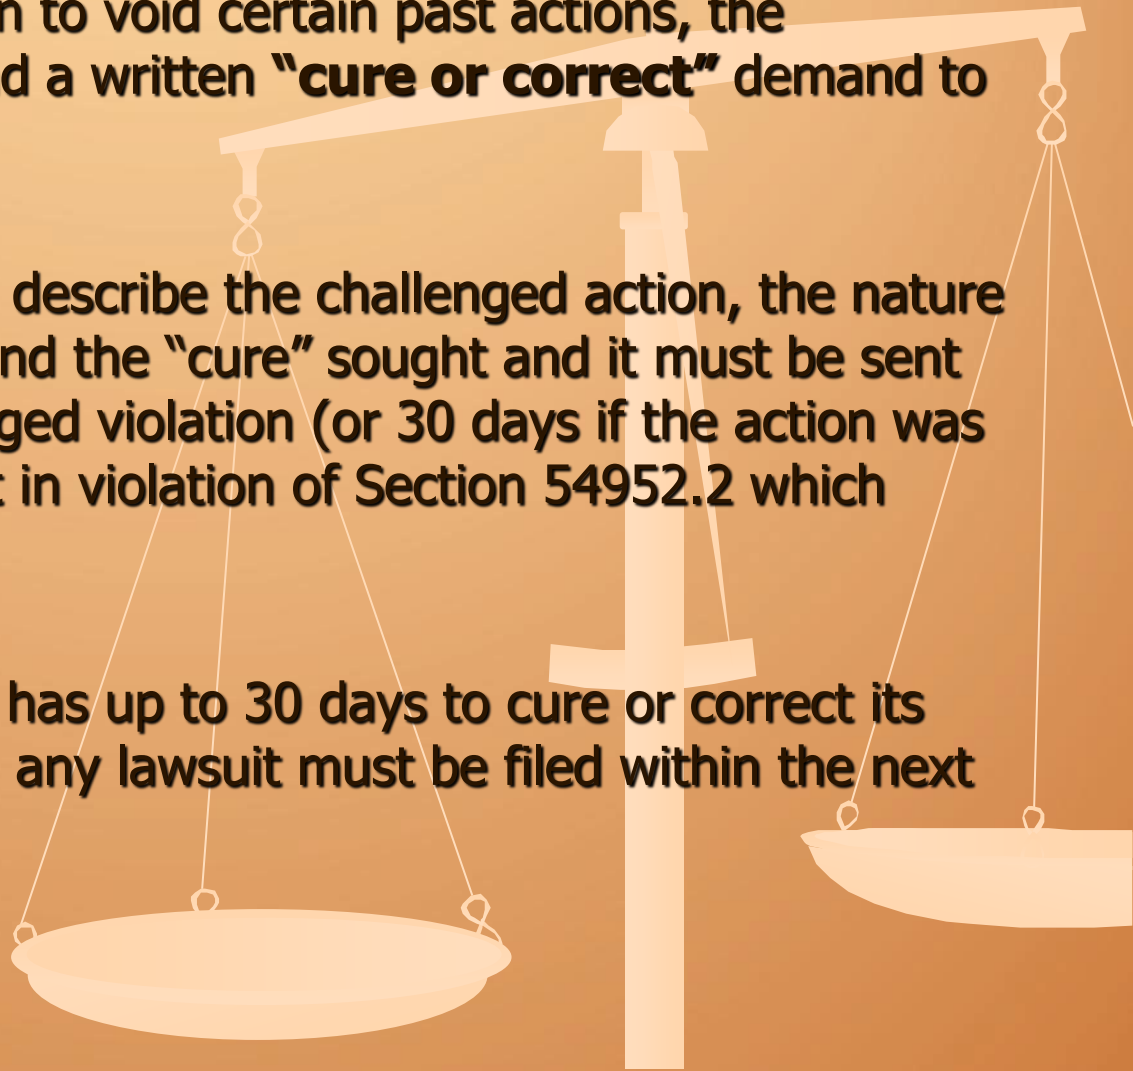 to void certain past actions, the
a written “cure or correct” demand to
describe the challenged action, the nature
the “cure” sought and it must be sent
violation (or 30 days if the action was
in violation of Section 54952.2 which
has up to 30 days to cure or correct its
any lawsuit must be filed within the next